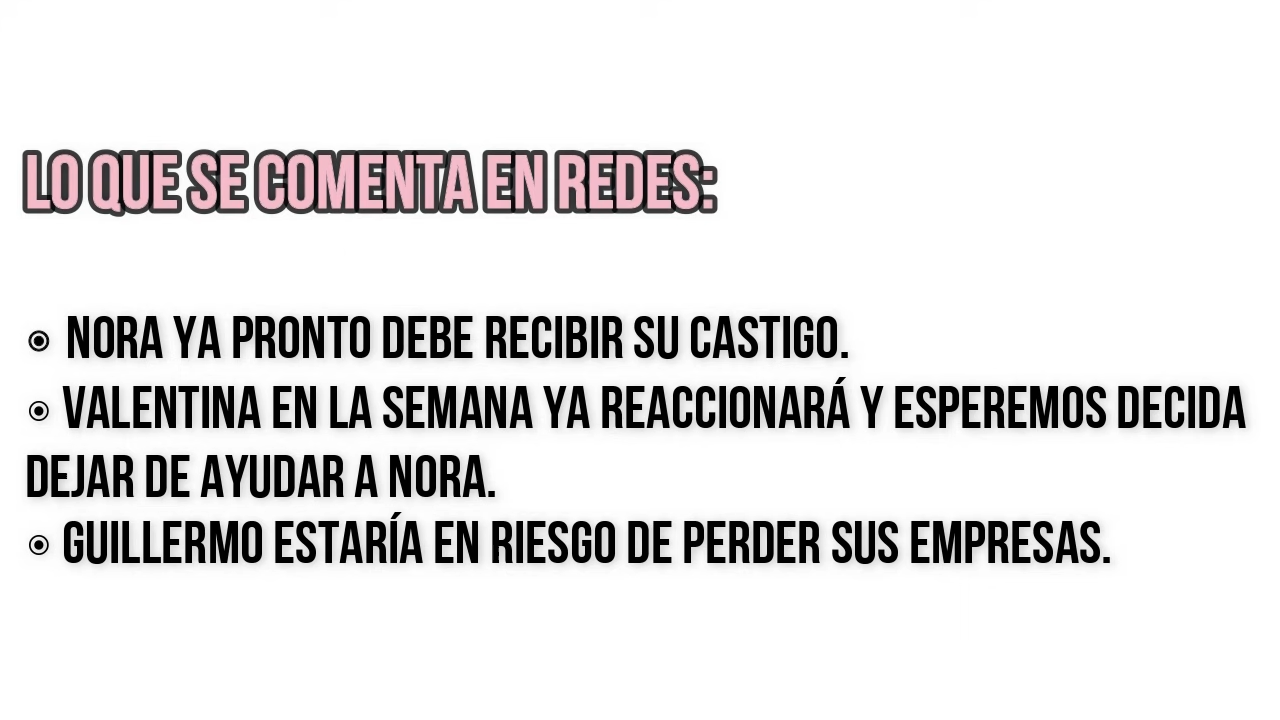 LO QUE SE COMENTA EN REDES:
◉ NORA YA PRONTO DEBE RECIBIR SU CASTIGO.
◉ VALENTINA EN LA SEMANA YA REACCIONARÁ Y ESPEREMOS DECIDA
DEJAR DE AYUDAR A NORA.
◉ GUILLERMO ESTARÍA EN RIESGO DE PERDER SUS EMPRESAS.